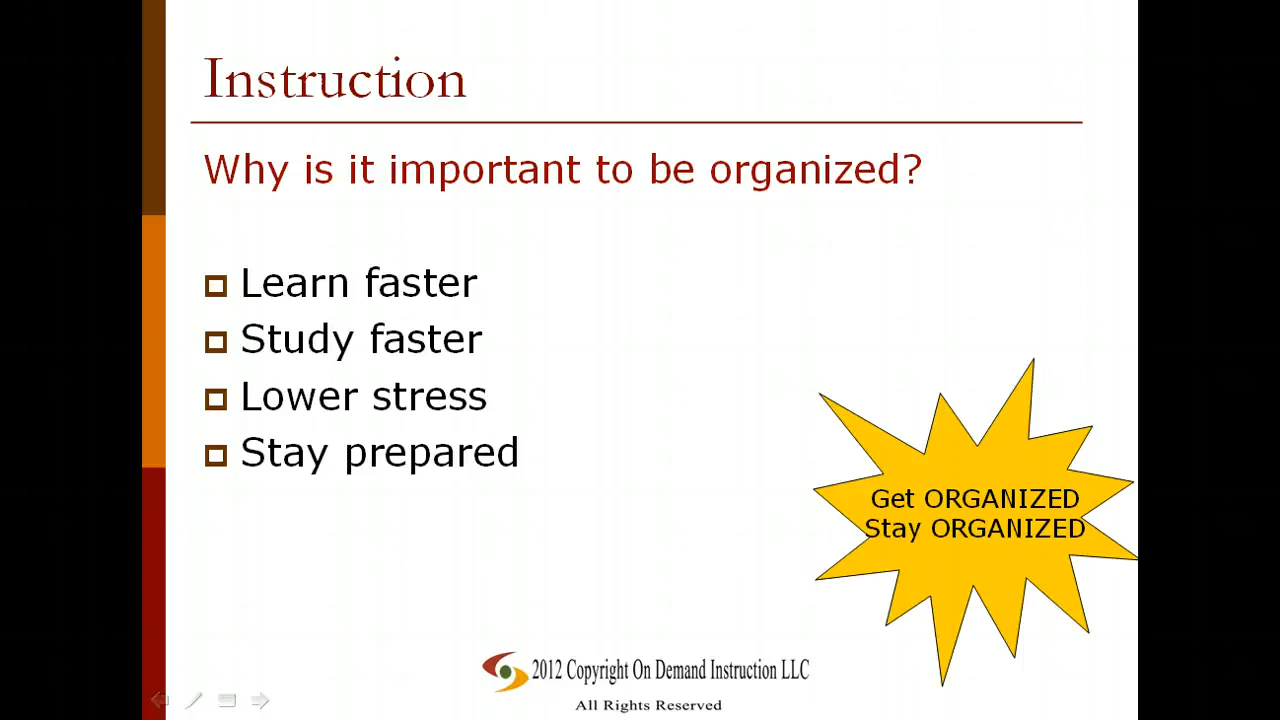 Instruction
Why is it important to be organized?
Learn faster
Study faster
Lower stress
Stay prepared
Get ORGANIZED
Stay ORGANIZED
2012 Copyright On Demand Instruction LLC
All Rights Reserved